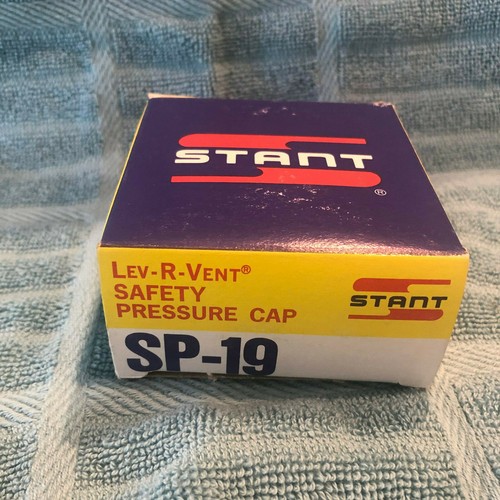 STANT
®
LEV-R-VENT®
SAFETY
PRESSURE CAP
STANT
SP-19